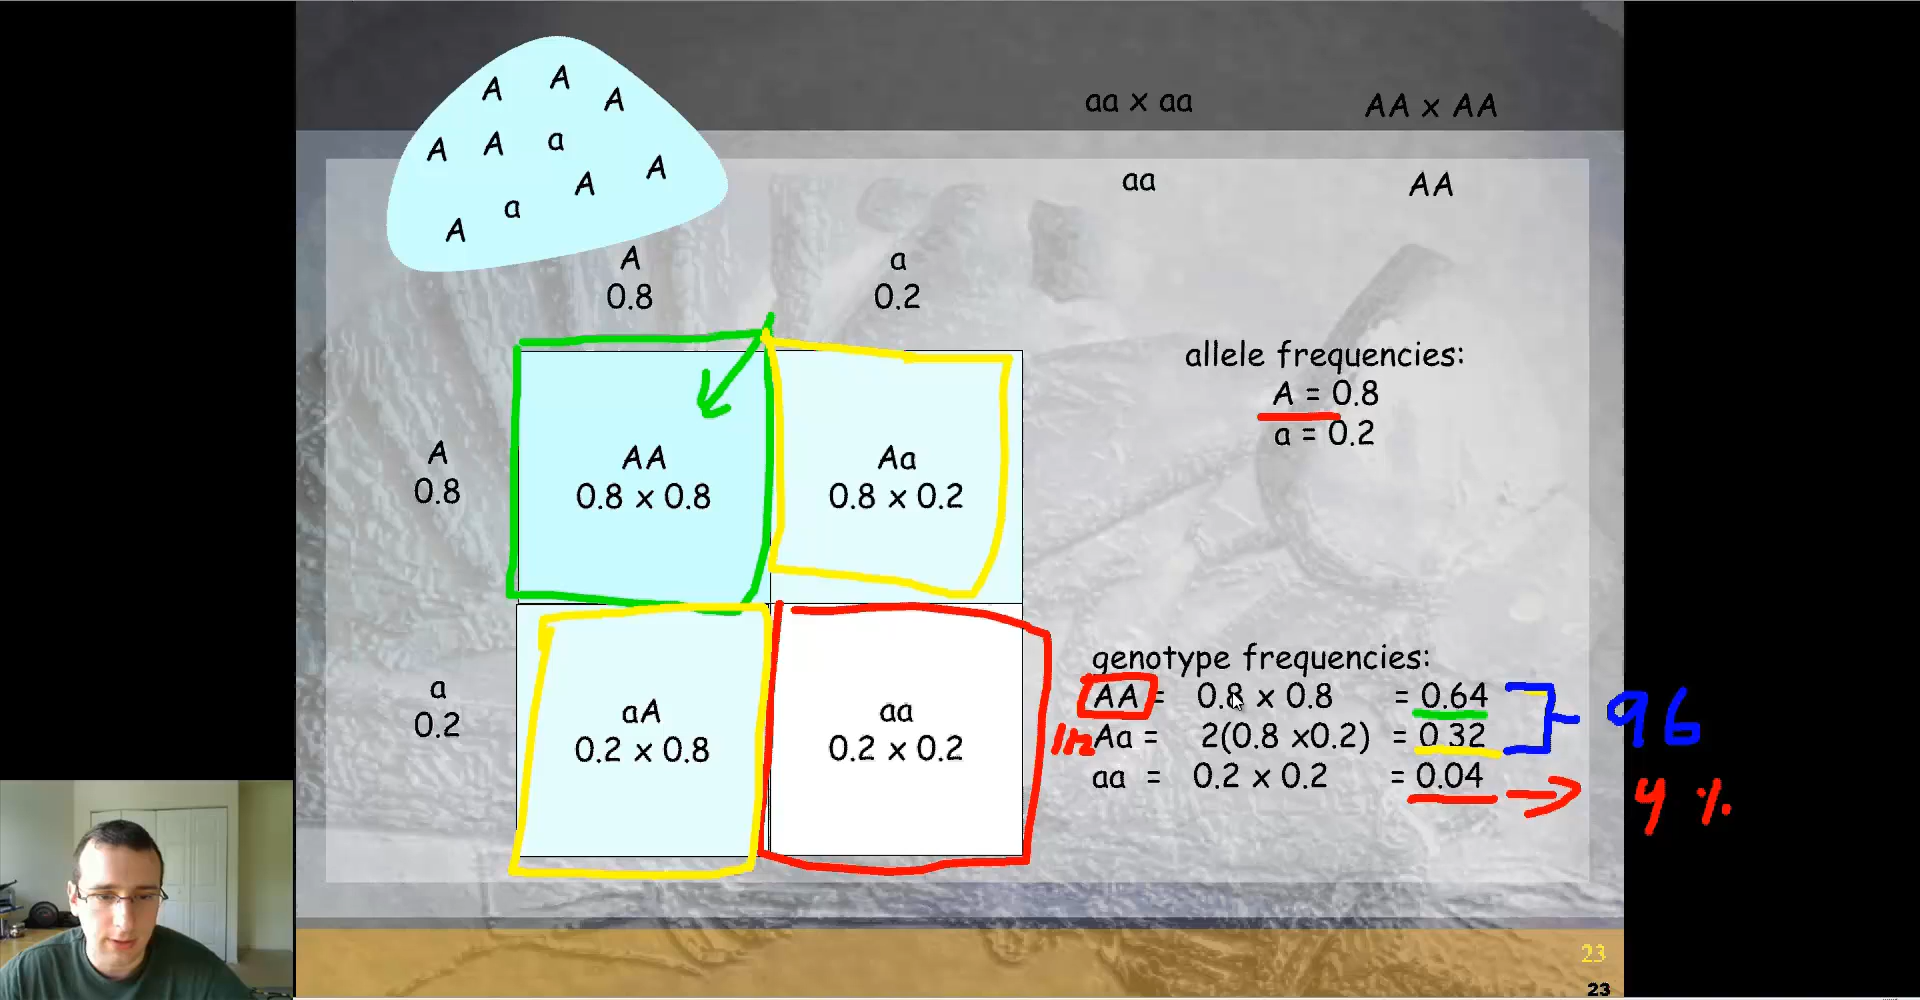 A A A
A A a A
A
a
A
aa x aa AA x AA
aa AA
A a
0.8 0.2
allele frequencies:
A = 0.8
a = 0.2
A
0.8
AA
0.8 x 0.8
Aa
0.8 x 0.2
a
0.2
aA
0.2 x 0.8
aa
0.2 x 0.2
genotype frequencies:
AA = 0.8 x 0.8 = 0.64
Aa = 2(0.8 x0.2) = 0.32
aa = 0.2 x 0.2 = 0.04
96
4 %
23
23